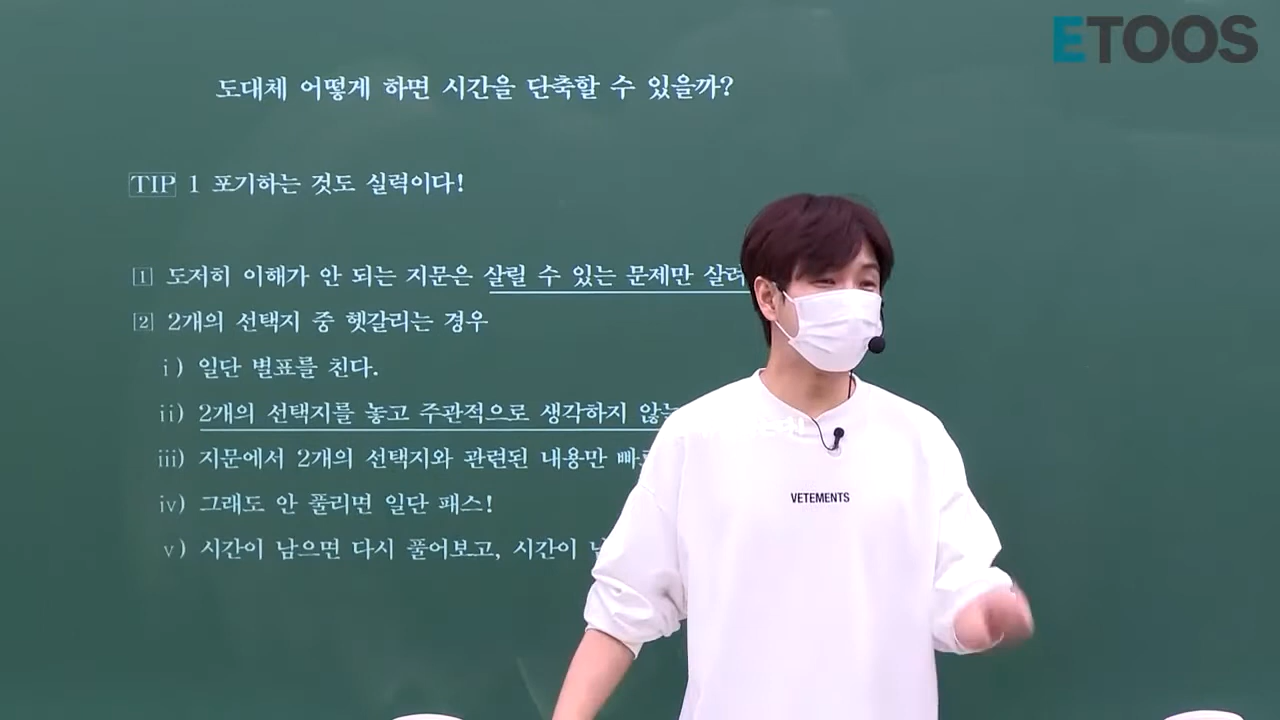 ETOOS
도대체 어떻게 하면 시간을 단축할 수 있을까?
TIP 1 포기하는 것도 실력이다!
1 도저히 이해가 안 되는 지문은 살릴 수 있는 문제만
2 2개의 선택지 중 헷갈리는 경우
ⅰ) 일단 별표를 친다.
ⅱ) 2개의 선택지를 놓고 주관적으로 생각하지
ⅲ) 지문에서 2개의 선택지와 관련된 내용만
ⅳ) 그래도 안 풀리면 일단 패스!
ⅴ) 시간이 남으면 다시 풀어보고, 시간이
VETEMENTS